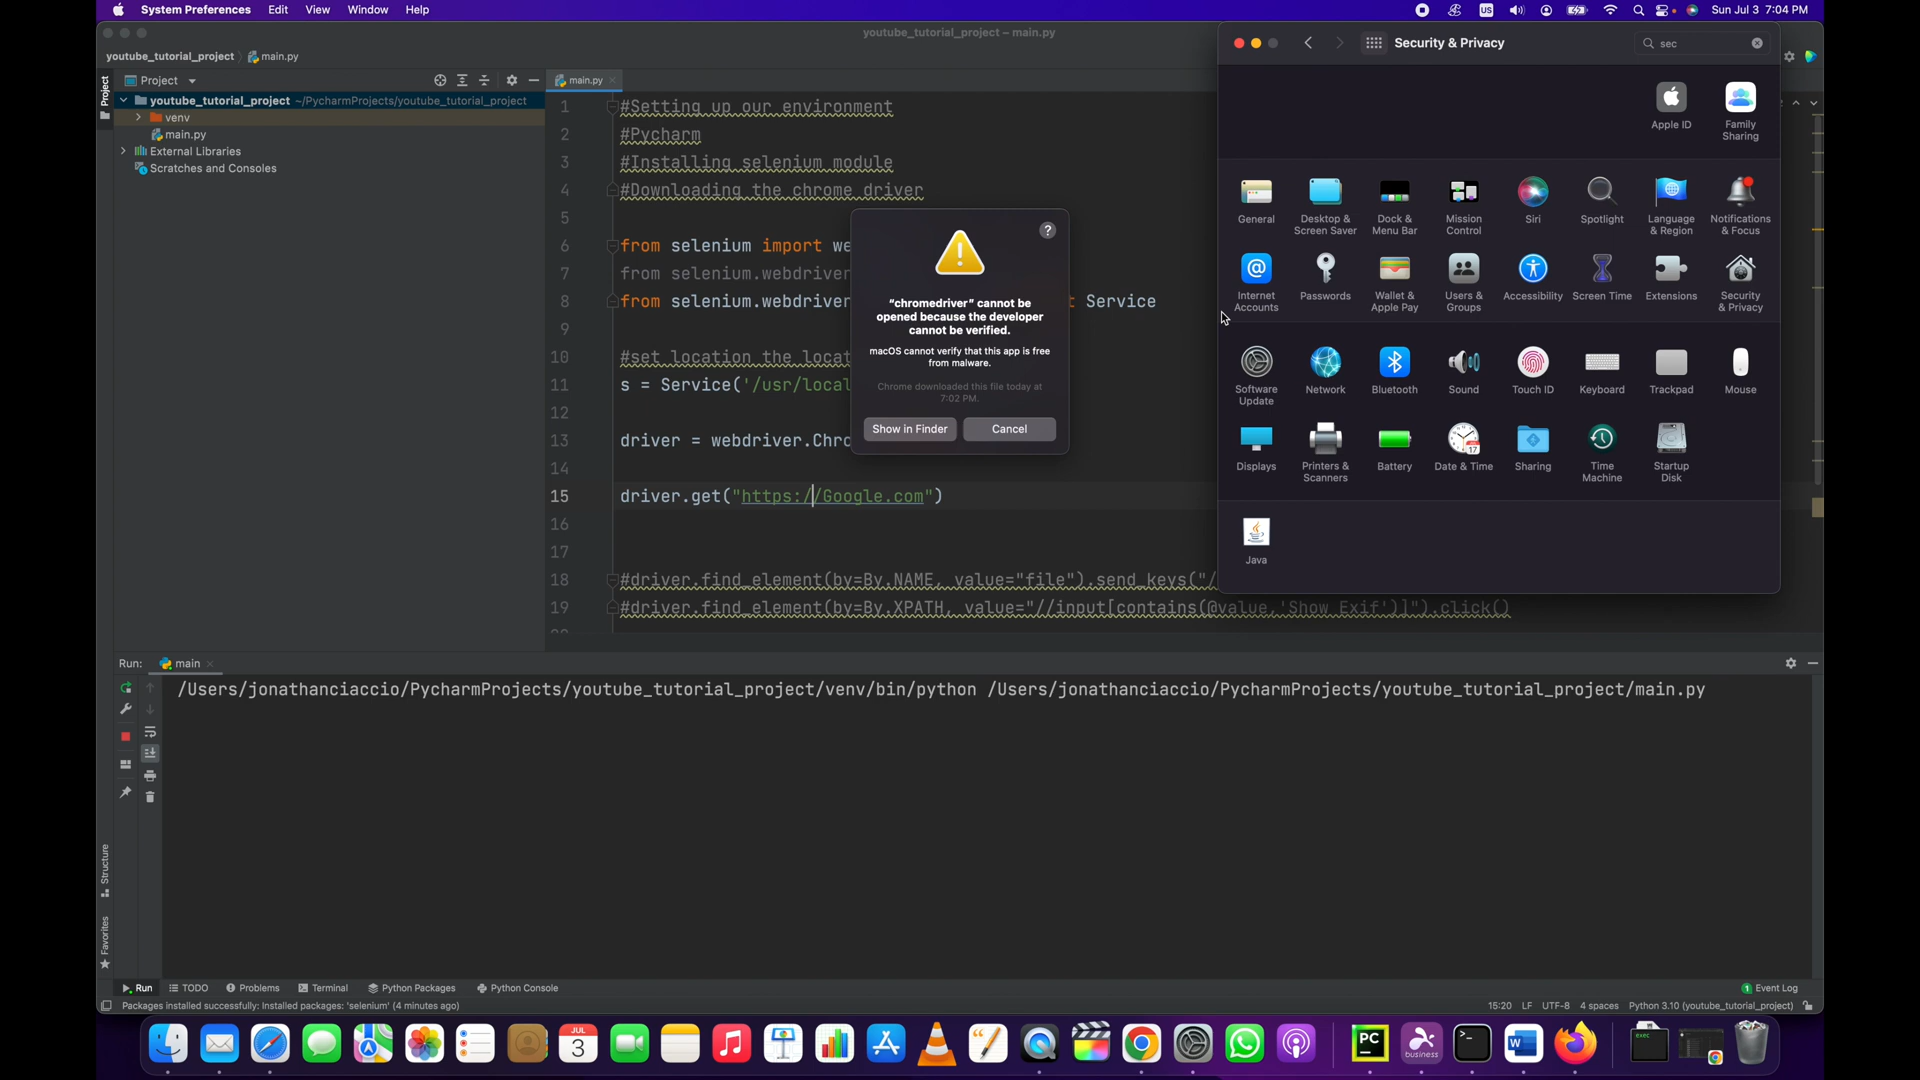 System Preferences Edit View Window Help
US
Sun Jul 3 7:04 PM
youtube_tutorial_project – main.py
youtube_tutorial_project main.py
Project
main.py
youtube_tutorial_project ~/PycharmProjects/youtube_tutorial_project
venv
main.py
External Libraries
Scratches and Consoles
Project
Structure
Favorites
1 #Setting up our environment
2 #Pycharm
3 #Installing selenium module
4 #Downloading the chrome driver
5
6 from selenium import we
7 from selenium.webdriver
8 from selenium.webdriver t Service
9
10 #set location the locat
11 s = Service('/usr/local
12
13 driver = webdriver.Chro
14
15 driver.get("https://Google.com")
16
17
18 #driver.find_element(by=By.NAME, value="file").send_keys("/
19 #driver.find_element(by=By.XPATH, value="//input[contains(@value,'Show Exif')]").click()
?
“chromedriver” cannot be
opened because the developer
cannot be verified.
macOS cannot verify that this app is free
from malware.
Chrome downloaded this file today at
7:02 PM.
Show in Finder Cancel
Security & Privacy
sec
Apple ID
Family
Sharing
General
Desktop &
Screen Saver
Dock &
Menu Bar
Mission
Control
Siri
Spotlight
Language
& Region
Notifications
& Focus
Internet
Accounts
Passwords
Wallet &
Apple Pay
Users &
Groups
Accessibility
Screen Time
Extensions
Security
& Privacy
Software
Update
Network
Bluetooth
Sound
Touch ID
Keyboard
Trackpad
Mouse
Displays
Printers &
Scanners
Battery
Date & Time
Sharing
Time
Machine
Startup
Disk
Java
Run: main
/Users/jonathanciaccio/PycharmProjects/youtube_tutorial_project/venv/bin/python /Users/jonathanciaccio/PycharmProjects/youtube_tutorial_project/main.py
Run TODO Problems Terminal Python Packages Python Console
1 Event Log
Packages installed successfully: Installed packages: 'selenium' (4 minutes ago)
15:20 LF UTF-8 4 spaces Python 3.10 (youtube_tutorial_project)
JUL
3
PC
business
W
exec